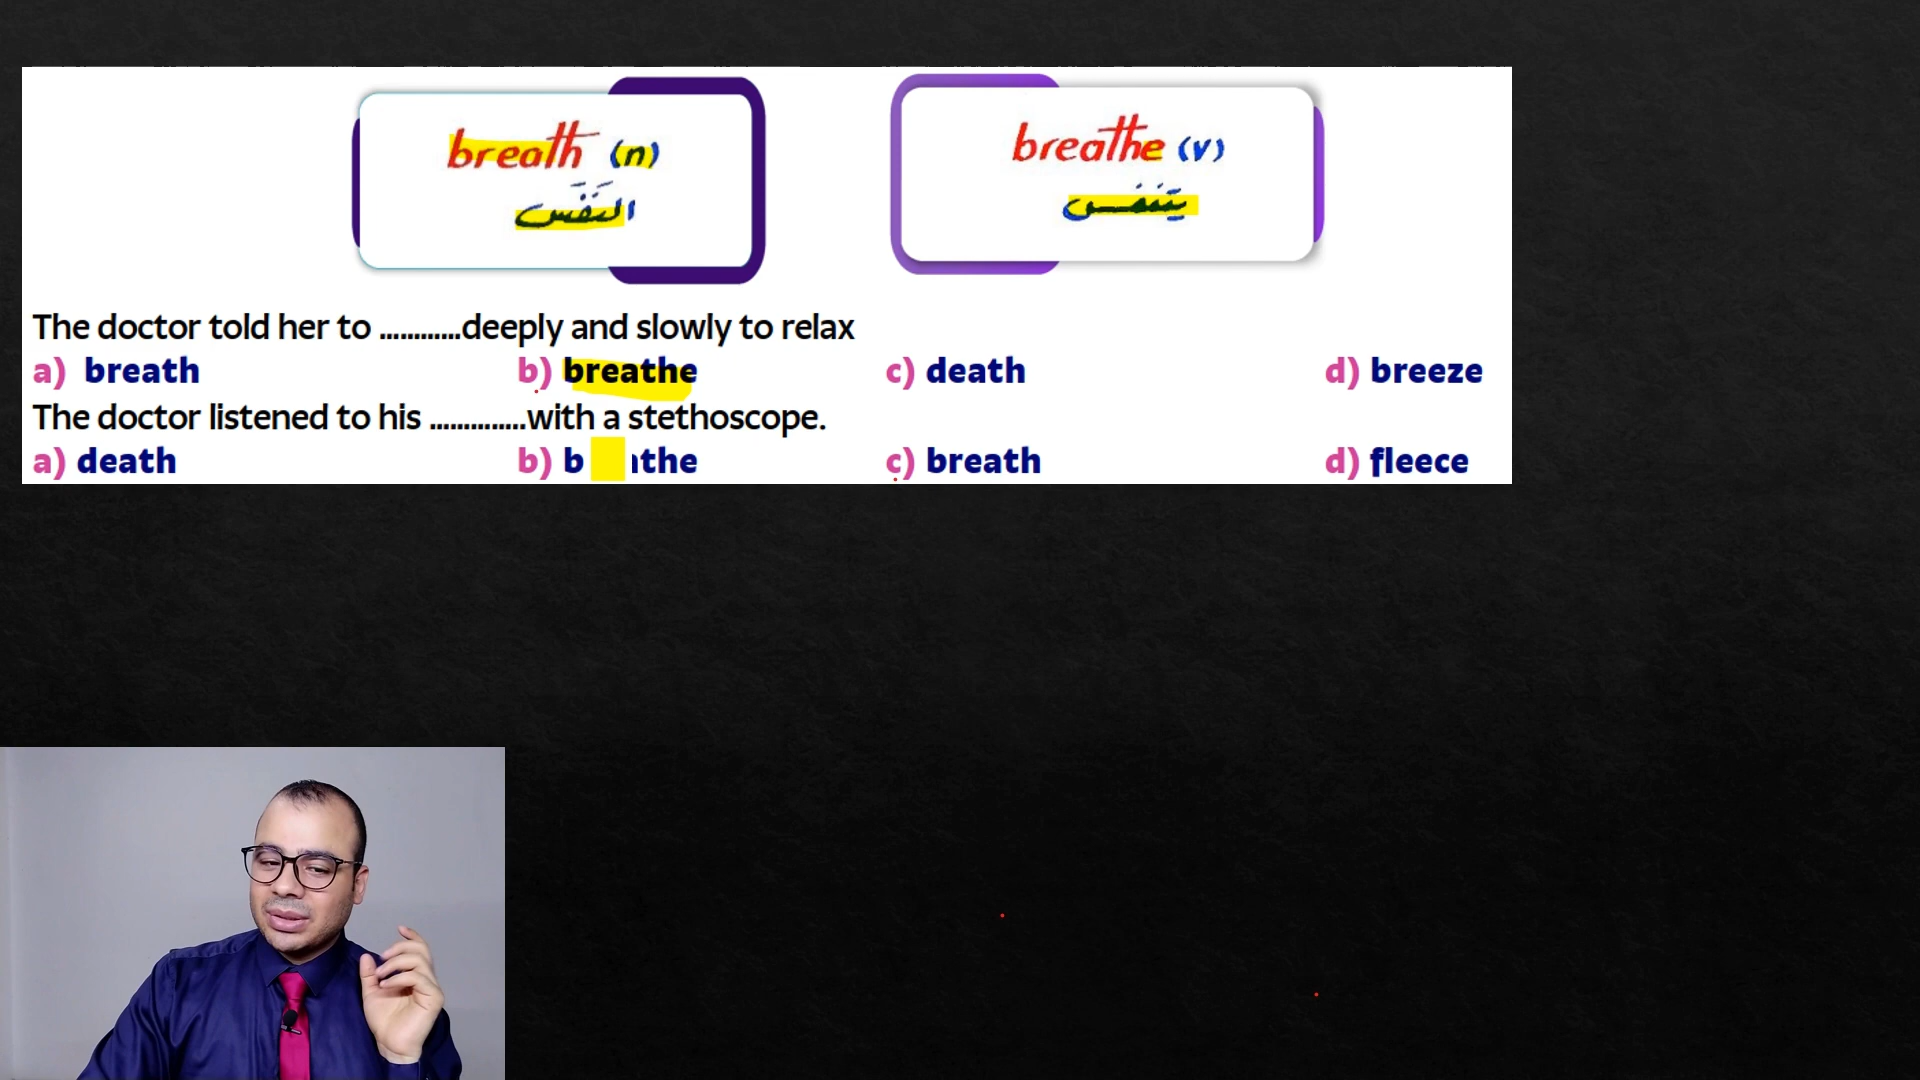 breath (n)
النَفَس
breathe (v)
يتنفس
The doctor told her to ............deeply and slowly to relax
a) breath b) breathe c) death d) breeze
The doctor listened to his ..............with a stethoscope.
a) death b) c) breath d) fleece